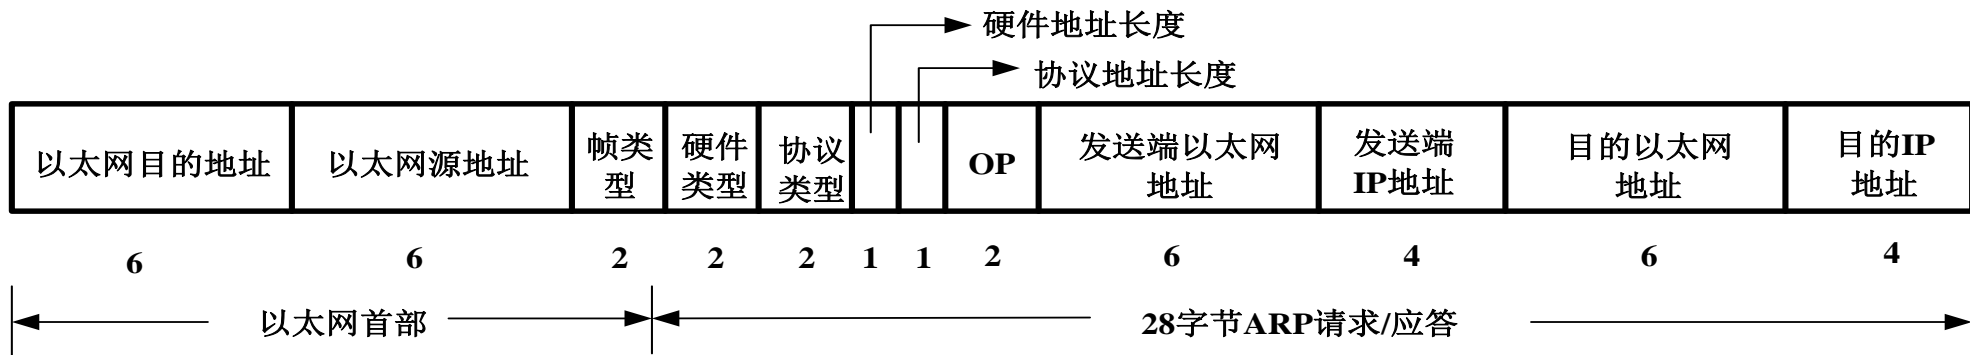 硬件地址长度
协议地址长度
以太网目的地址
以太网源地址
帧类
型
硬件
类型
协议
类型
OP
发送端以太网
地址
发送端
IP地址
目的以太网
地址
目的IP
地址
6
6
2
2
2
1
1
2
6
4
6
4
以太网首部
28字节ARP请求/应答